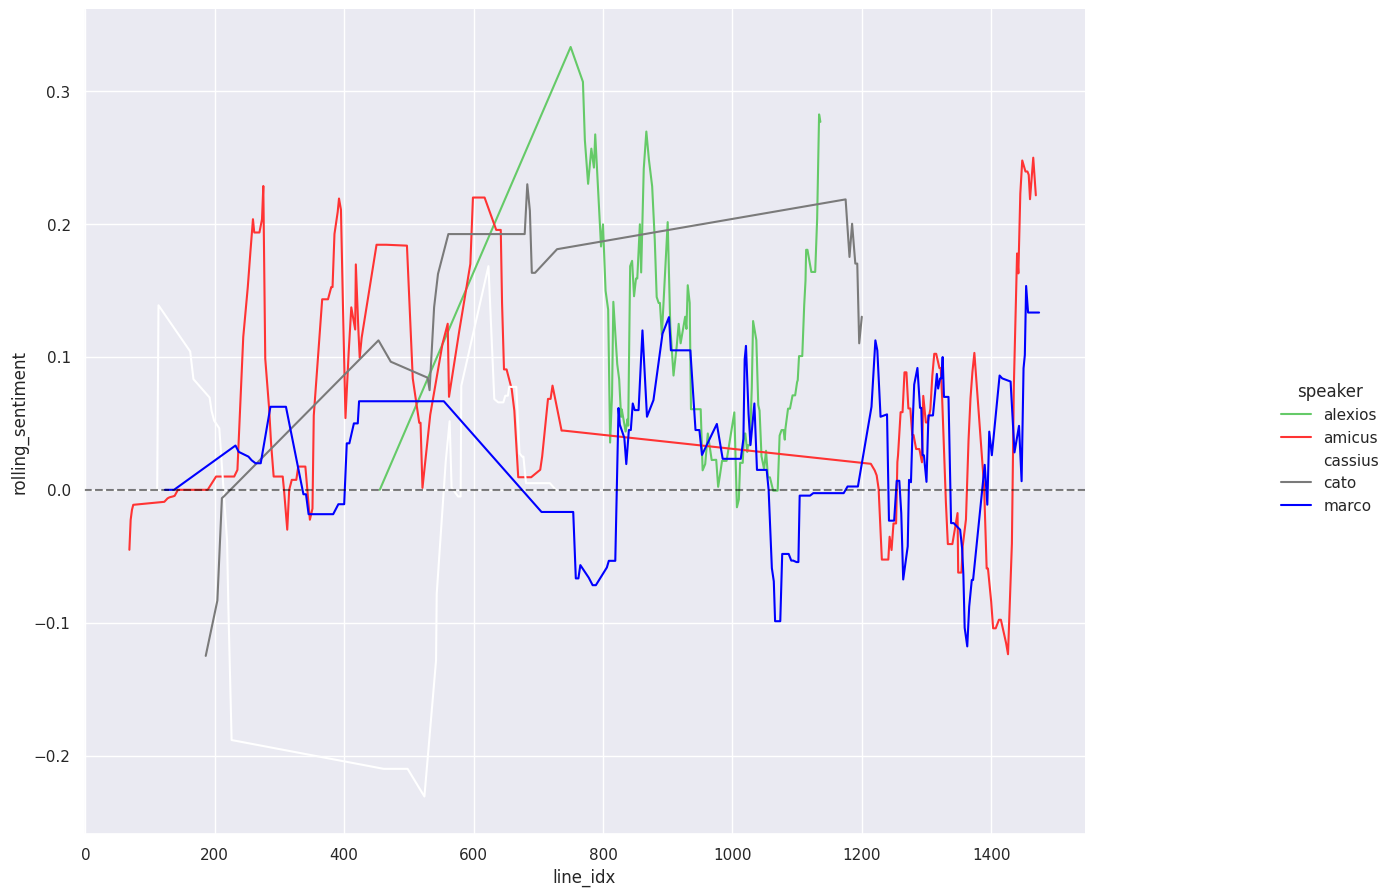 rolling_sentiment
0.3
0.2
0.1
0.0
−0.1
−0.2
0
200
400
600
800
1000
1200
1400
line_idx
speaker
alexios
amicus
cassius
cato
marco